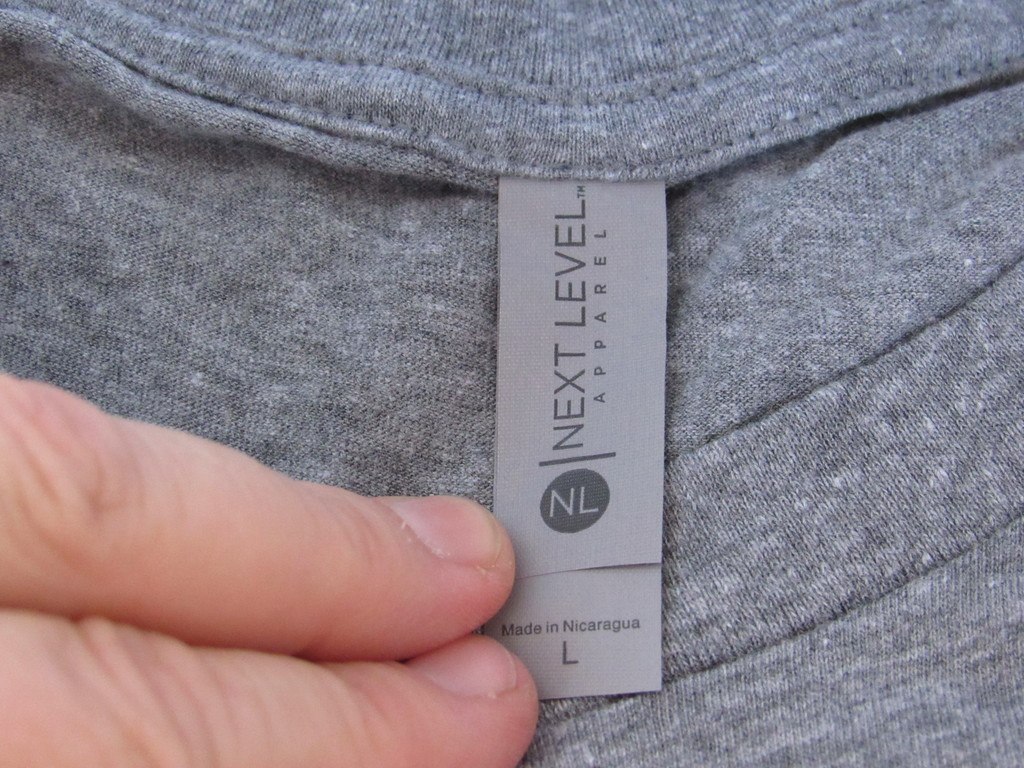 NEXT LEVEL™
APPAREL
NL
Made in Nicaragua
L